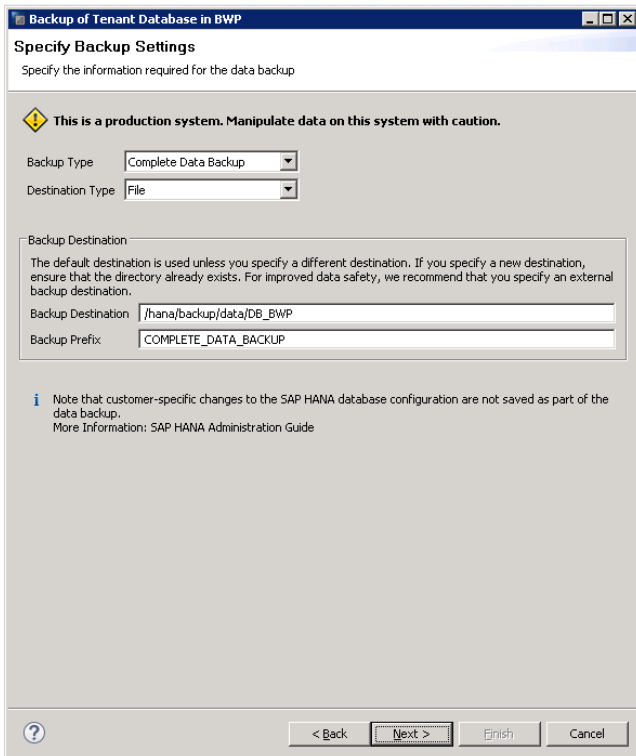 Backup of Tenant Database in BWP
Specify Backup Settings
Specify the information required for the data backup
This is a production system. Manipulate data on this system with caution.
Backup Type Complete Data Backup
Destination Type File
Backup Destination
The default destination is used unless you specify a different destination. If you specify a new destination,
ensure that the directory already exists. For improved data safety, we recommend that you specify an external
backup destination.
Backup Destination /hana/backup/data/DB_BWP
Backup Prefix COMPLETE_DATA_BACKUP
i Note that customer-specific changes to the SAP HANA database configuration are not saved as part of the
data backup.
More Information: SAP HANA Administration Guide
? < Back Next > Finish Cancel